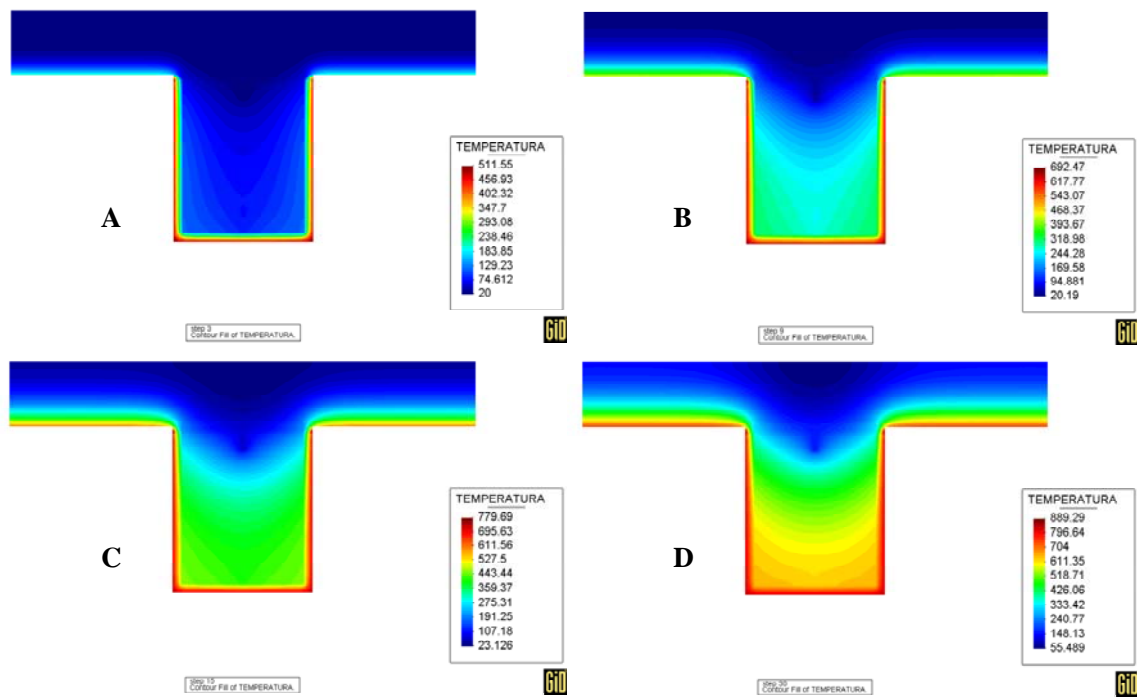 A
TEMPERATURA
511.55
456.93
402.32
347.7
293.08
238.46
183.85
129.23
74.612
20
step 3
Contour Fill of TEMPERATURA.
GiD
B
TEMPERATURA
692.47
617.77
543.07
468.37
393.67
318.98
244.28
169.58
94.881
20.19
step 9
Contour Fill of TEMPERATURA.
GiD
C
TEMPERATURA
779.69
695.63
611.56
527.5
443.44
359.37
275.31
191.25
107.18
23.126
step 15
Contour Fill of TEMPERATURA.
GiD
D
TEMPERATURA
889.29
796.64
704
611.35
518.71
426.06
333.42
240.77
148.13
55.489
step 30
Contour Fill of TEMPERATURA.
GiD